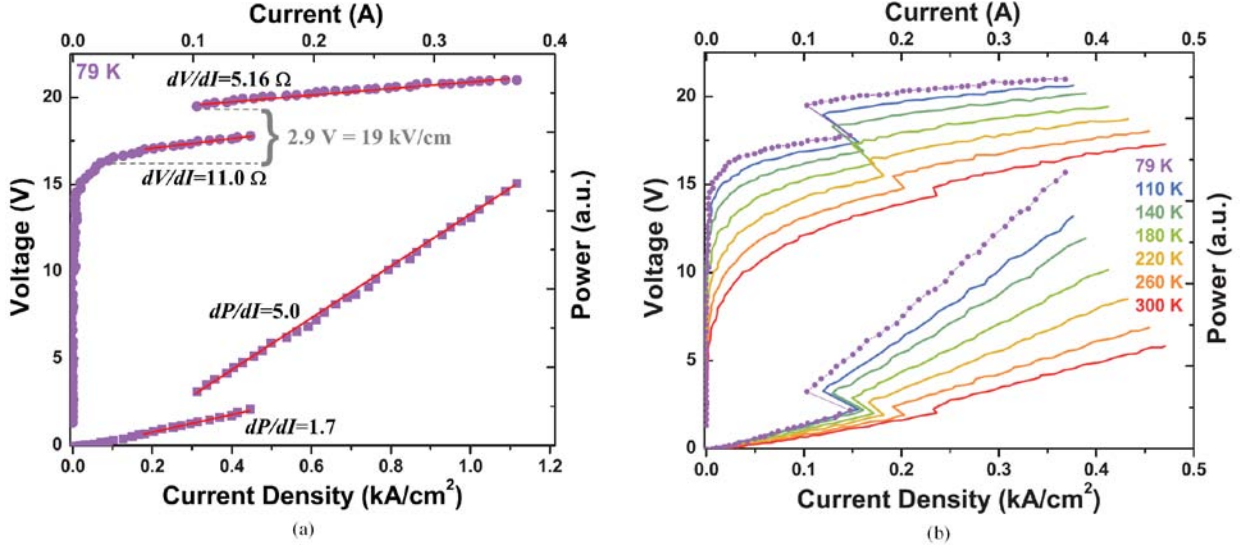 Current (A)
0.0 0.1 0.2 0.3 0.4
79 K
dV/dI=5.16 Ω
2.9 V = 19 kV/cm
dV/dI=11.0 Ω
dP/dI=5.0
dP/dI=1.7
Voltage (V)
20
15
10
5
0
Power (a.u.)
0.0 0.2 0.4 0.6 0.8 1.0 1.2
Current Density (kA/cm²)
(a)
Current (A)
0.0 0.1 0.2 0.3 0.4 0.5
Voltage (V)
20
15
10
5
0
79 K
110 K
140 K
180 K
220 K
260 K
300 K
Power (a.u.)
0.0 0.1 0.2 0.3 0.4 0.5
Current Density (kA/cm²)
(b)